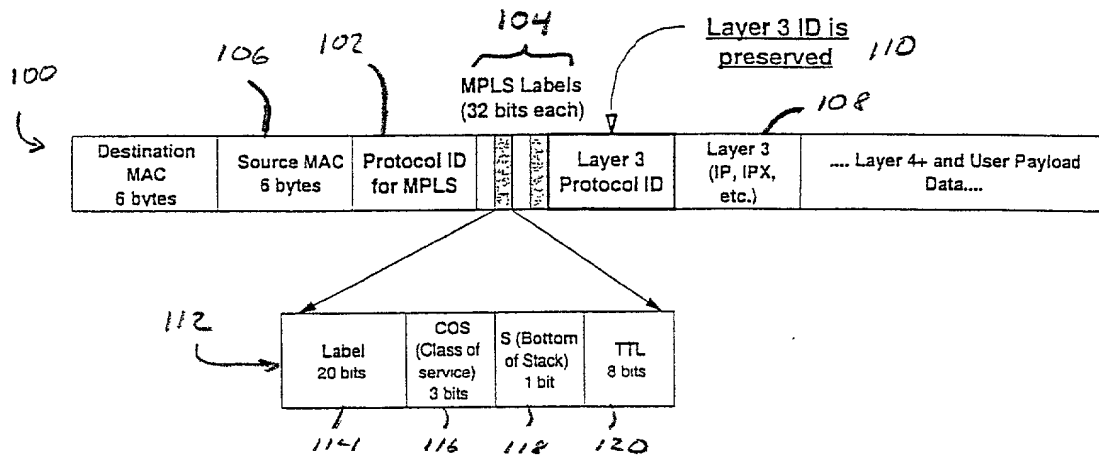 104
Layer 3 ID is
preserved
110
106
102
100
MPLS Labels
(32 bits each)
108
Destination
MAC
6 bytes
Source MAC
6 bytes
Protocol ID
for MPLS
Layer 3
Protocol ID
Layer 3
(IP, IPX,
etc.)
.... Layer 4+ and User Payload
Data....
112
Label
20 bits
COS
(Class of
service)
3 bits
S (Bottom
of Stack)
1 bit
TTL
8 bits
114
116
118
120